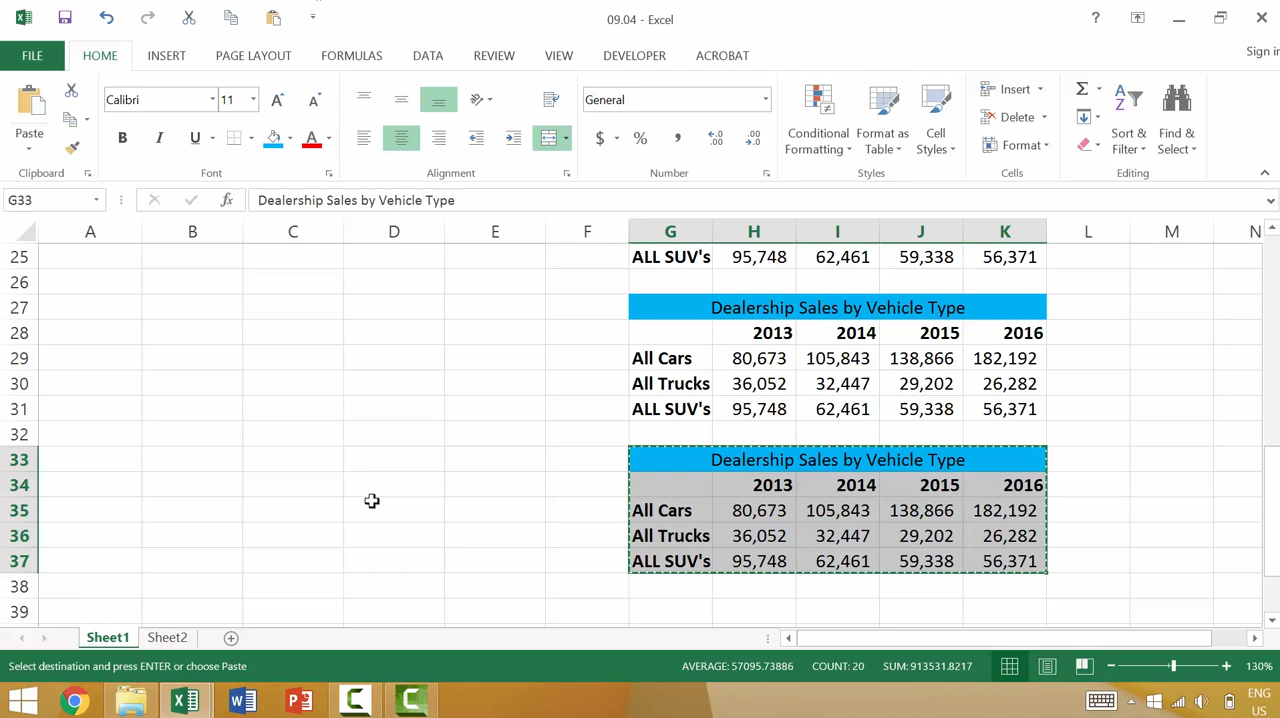 09.04 - Excel
?
FILE HOME INSERT PAGE LAYOUT FORMULAS DATA REVIEW VIEW DEVELOPER ACROBAT Sign in
Paste
Clipboard
Calibri 11
B I U A
Font
Alignment
General
$ % ,
Number
Conditional Formatting
Format as Table
Cell Styles
Styles
Insert
Delete
Format
Cells
Sort & Filter
Find & Select
Editing
G33 fx Dealership Sales by Vehicle Type
A B C D E F G H I J K L M N
25 ALL SUV's 95,748 62,461 59,338 56,371
26
27 Dealership Sales by Vehicle Type
28 2013 2014 2015 2016
29 All Cars 80,673 105,843 138,866 182,192
30 All Trucks 36,052 32,447 29,202 26,282
31 ALL SUV's 95,748 62,461 59,338 56,371
32
33 Dealership Sales by Vehicle Type
34 2013 2014 2015 2016
35 All Cars 80,673 105,843 138,866 182,192
36 All Trucks 36,052 32,447 29,202 26,282
37 ALL SUV's 95,748 62,461 59,338 56,371
38
39
Sheet1 Sheet2
Select destination and press ENTER or choose Paste AVERAGE: 57095.73886 COUNT: 20 SUM: 913531.8217 130%
ENG
US